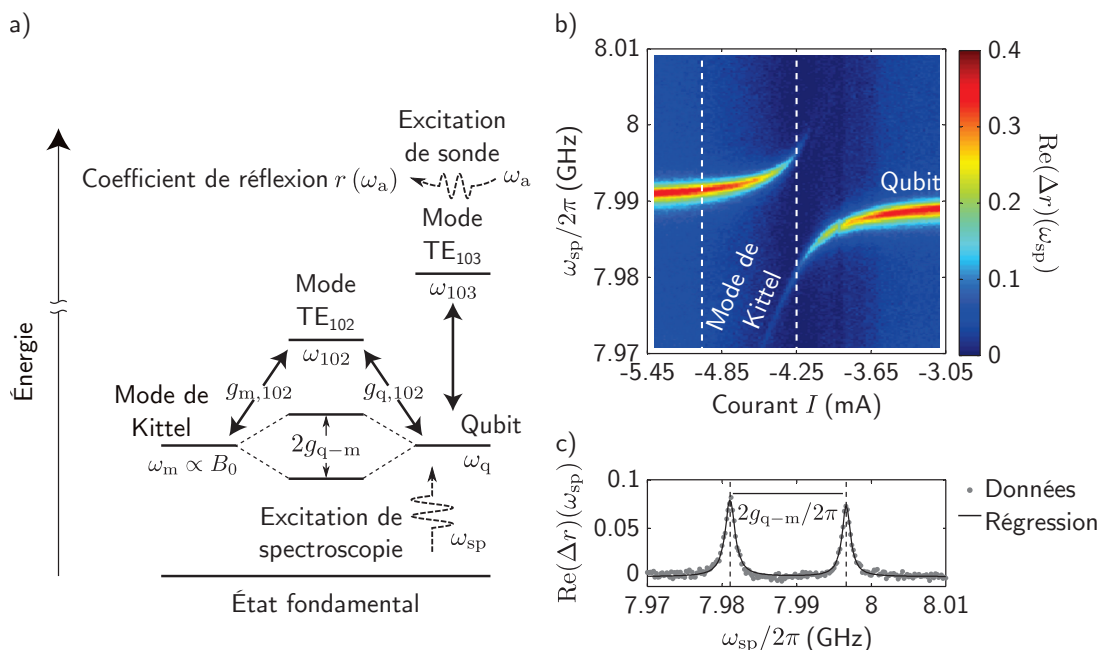 a)
Énergie
Coefficient de réflexion r (ωa)
Excitation
de sonde
ωa
Mode
TE103
ω103
Mode
TE102
ω102
gm,102
gq,102
Mode de
Kittel
ωm ∝ B0
2gq−m
Qubit
ωq
Excitation de
spectroscopie
ωsp
État fondamental
b)
8.01
8
7.99
7.98
7.97
ωsp/2π (GHz)
Qubit
Mode de
Kittel
-5.45 -4.85 -4.25 -3.65 -3.05
Courant I (mA)
0.4
0.3
0.2
0.1
0
Re(Δr)(ωsp)
c)
0.1
0.05
0
Re(Δr)(ωsp)
2gq−m/2π
Données
Régression
7.97 7.98 7.99 8 8.01
ωsp/2π (GHz)